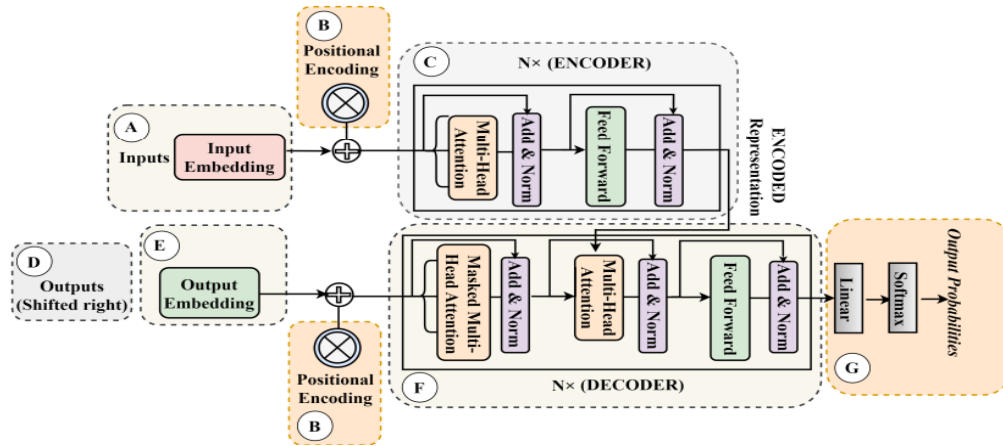 B
Positional
Encoding
C
N× (ENCODER)
A
Inputs
Input
Embedding
Multi-Head
Attention
Add & Norm
Feed Forward
Add & Norm
ENCODED
Representation
D
Outputs
(Shifted right)
E
Output
Embedding
Masked Multi-
Head Attention
Add & Norm
Multi-Head
Attention
Add & Norm
Feed Forward
Add & Norm
Linear
Softmax
Output Probabilities
G
Positional
Encoding
B
F
N× (DECODER)